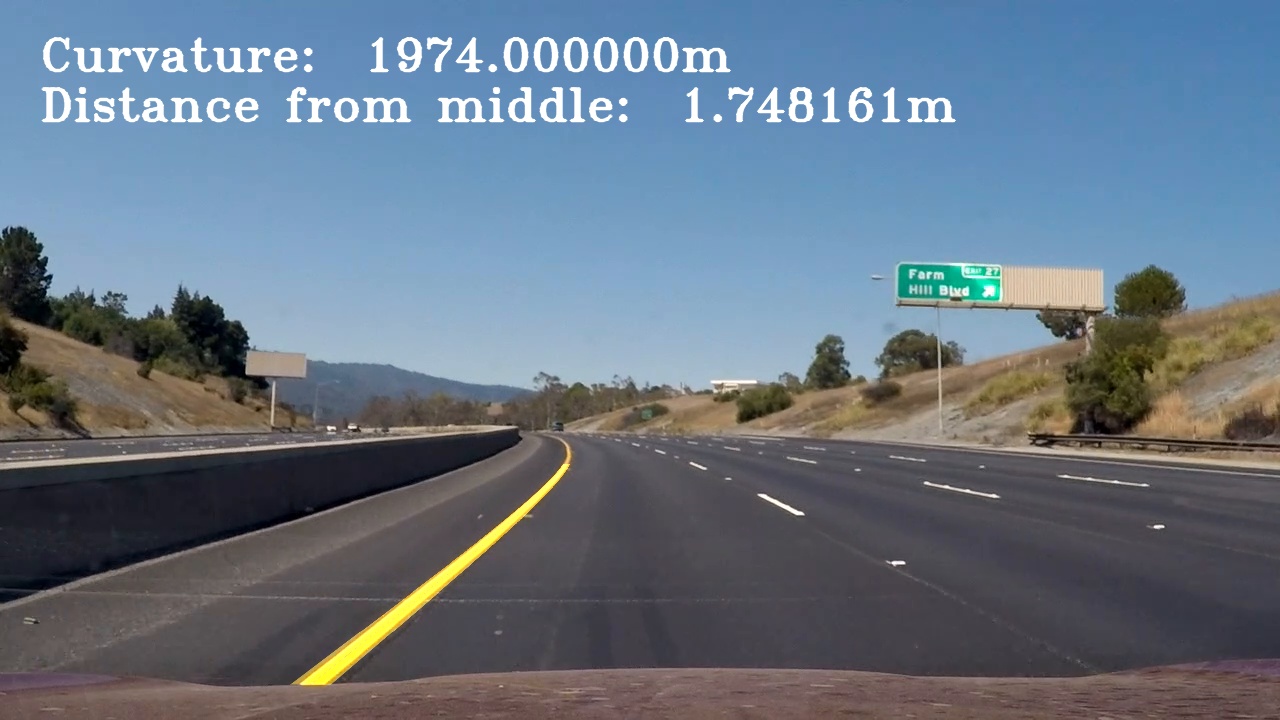 Curvature: 1974.000000m
Distance from middle: 1.748161m
EXIT 27
Farm
Hill Blvd